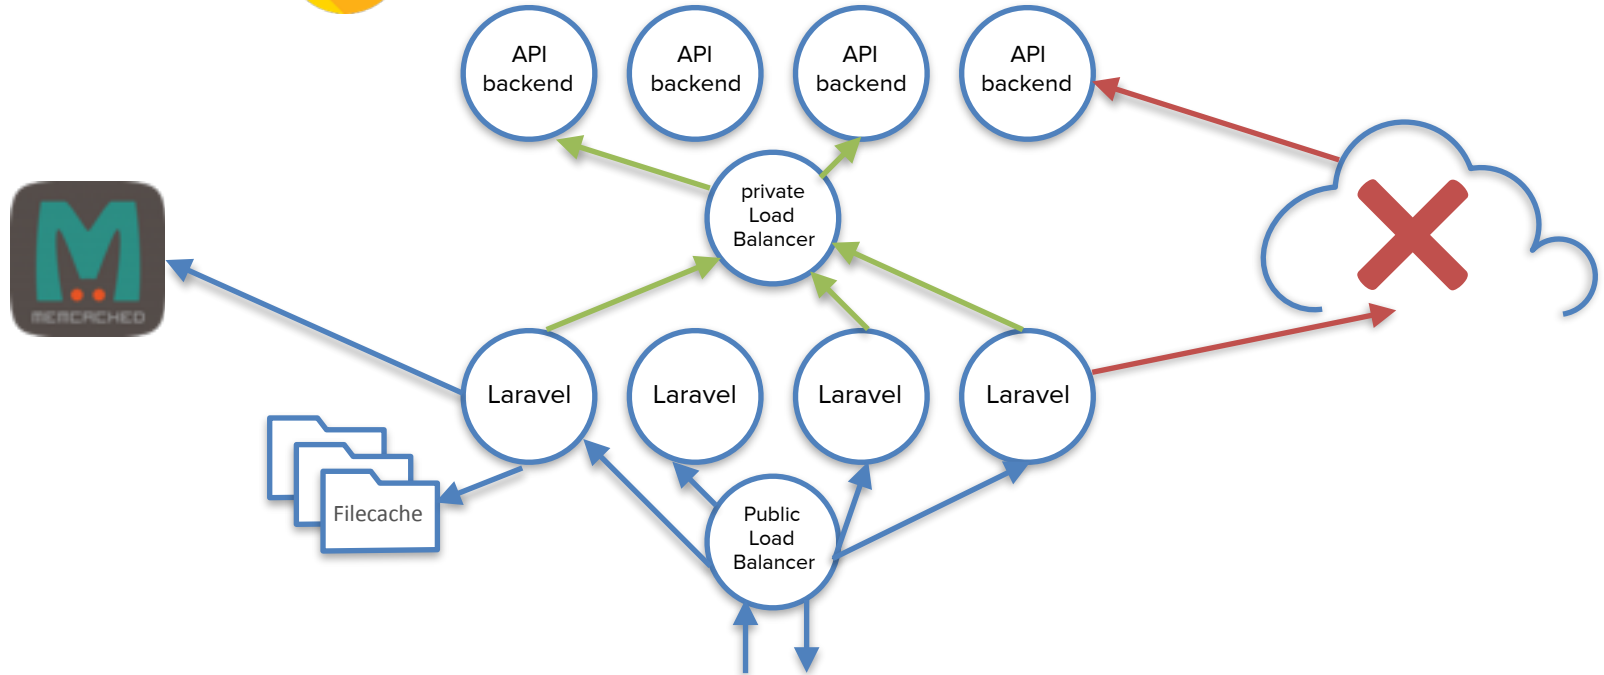 API
backend
API
backend
API
backend
API
backend
private
Load
Balancer
MEMCACHED
Laravel
Laravel
Laravel
Laravel
Filecache
Public
Load
Balancer